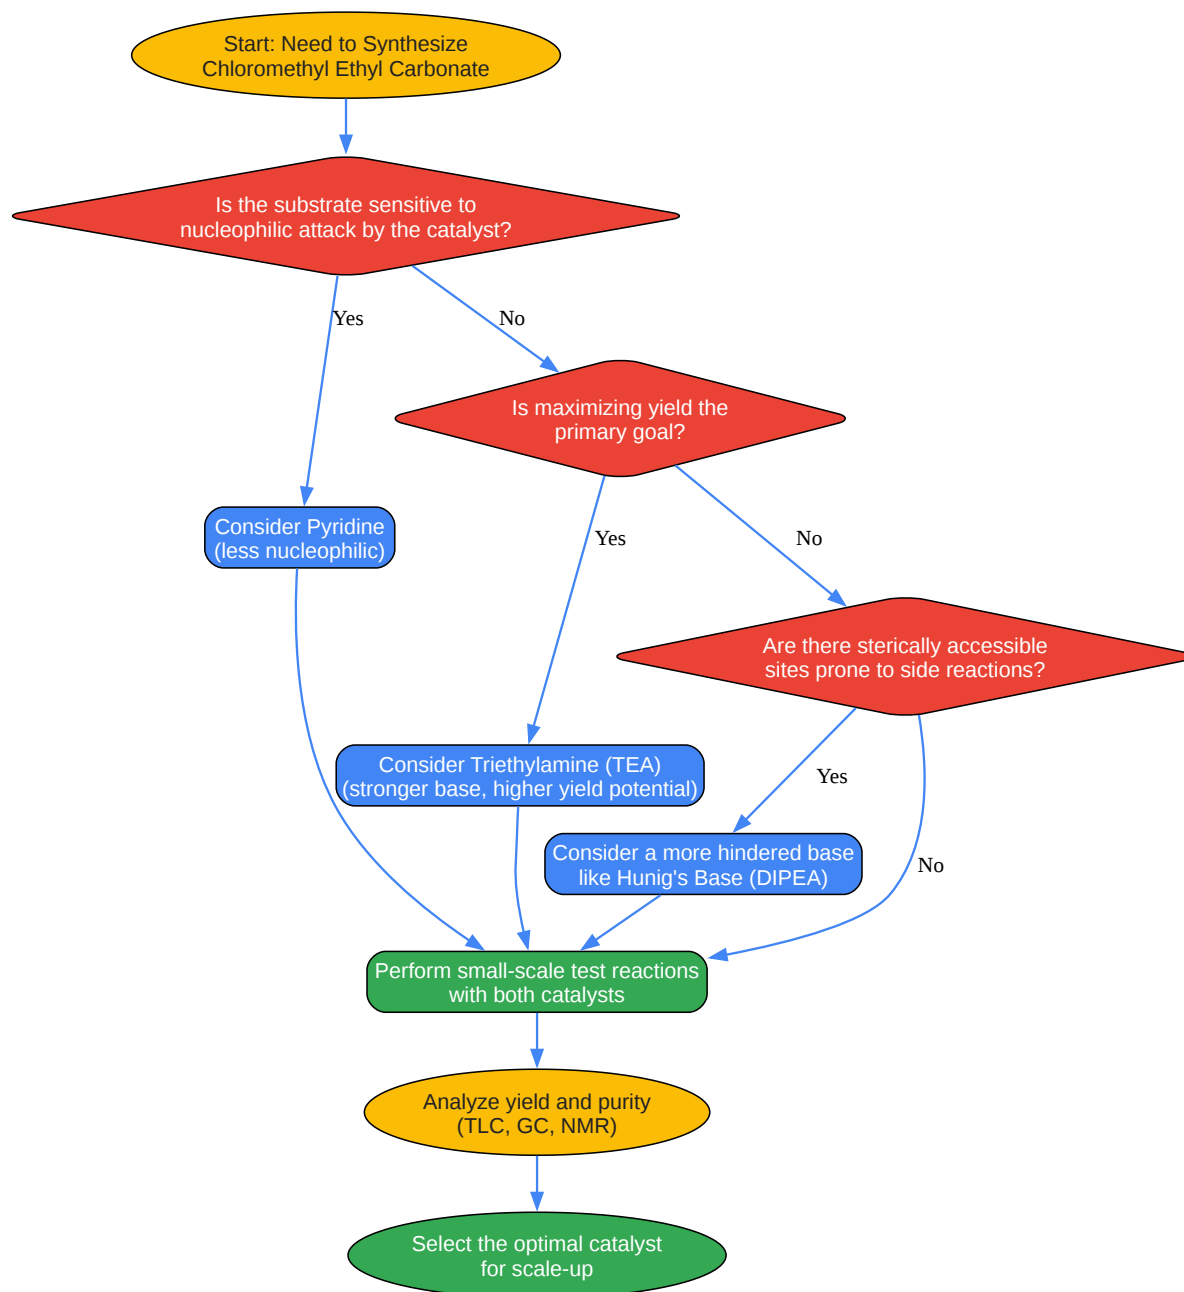 Start: Need to Synthesize
Chloromethyl Ethyl Carbonate
Is the substrate sensitive to
nucleophilic attack by the catalyst?
Yes
No
Is maximizing yield the
primary goal?
Consider Pyridine
(less nucleophilic)
Yes
No
Are there sterically accessible
sites prone to side reactions?
Consider Triethylamine (TEA)
(stronger base, higher yield potential)
Yes
Consider a more hindered base
like Hunig's Base (DIPEA)
No
Perform small-scale test reactions
with both catalysts
Analyze yield and purity
(TLC, GC, NMR)
Select the optimal catalyst
for scale-up